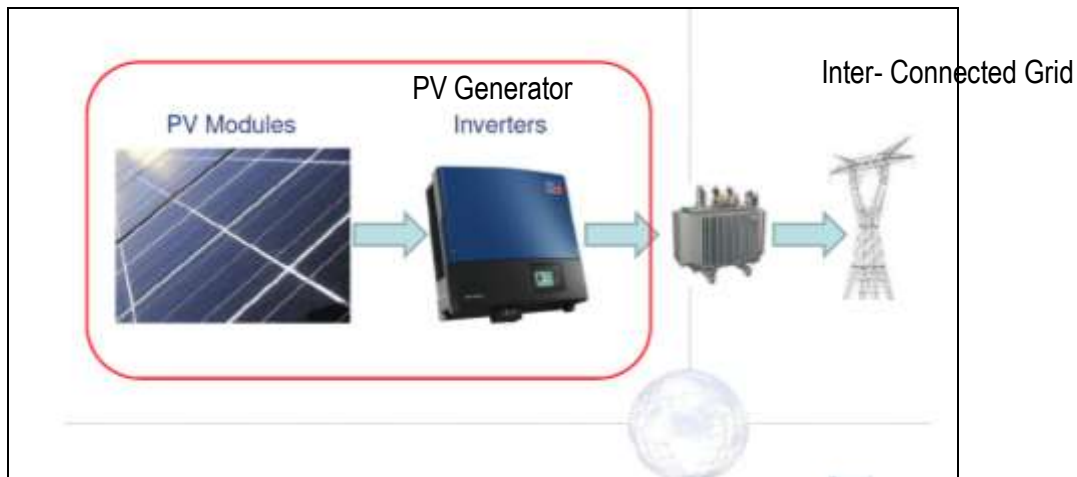 PV Generator
Inter- Connected Grid
PV Modules
Inverters